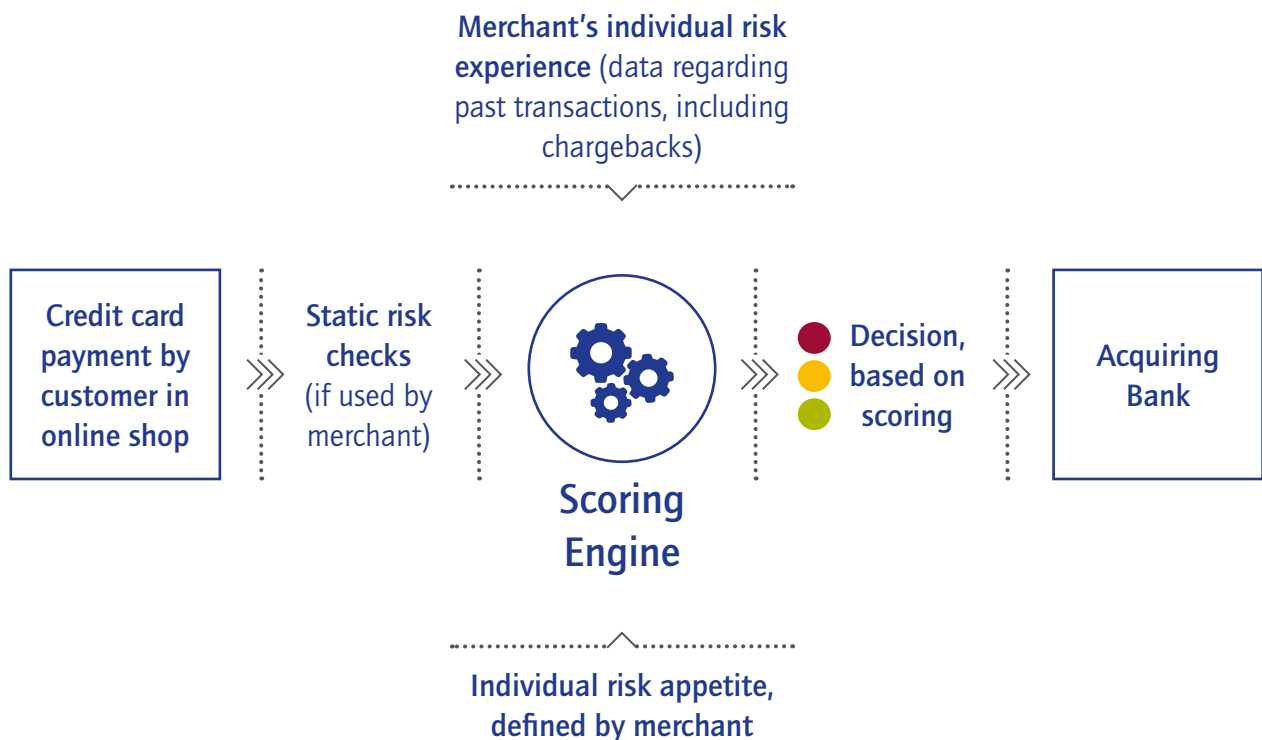 Merchant’s individual risk
experience (data regarding
past transactions, including
chargebacks)
Credit card
payment by
customer in
online shop
Static risk
checks
(if used by
merchant)
Scoring
Engine
Decision,
based on
scoring
Acquiring
Bank
Individual risk appetite,
defined by merchant